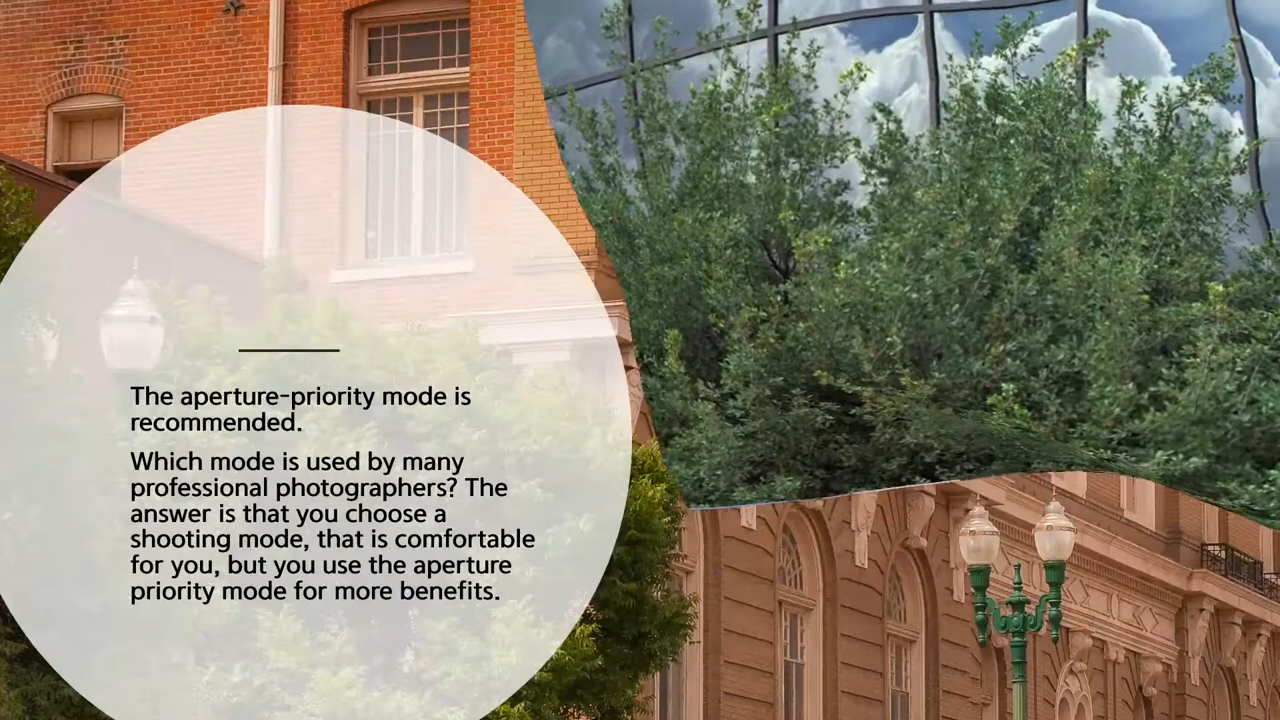 The aperture-priority mode is
recommended.
Which mode is used by many
professional photographers? The
answer is that you choose a
shooting mode, that is comfortable
for you, but you use the aperture
priority mode for more benefits.